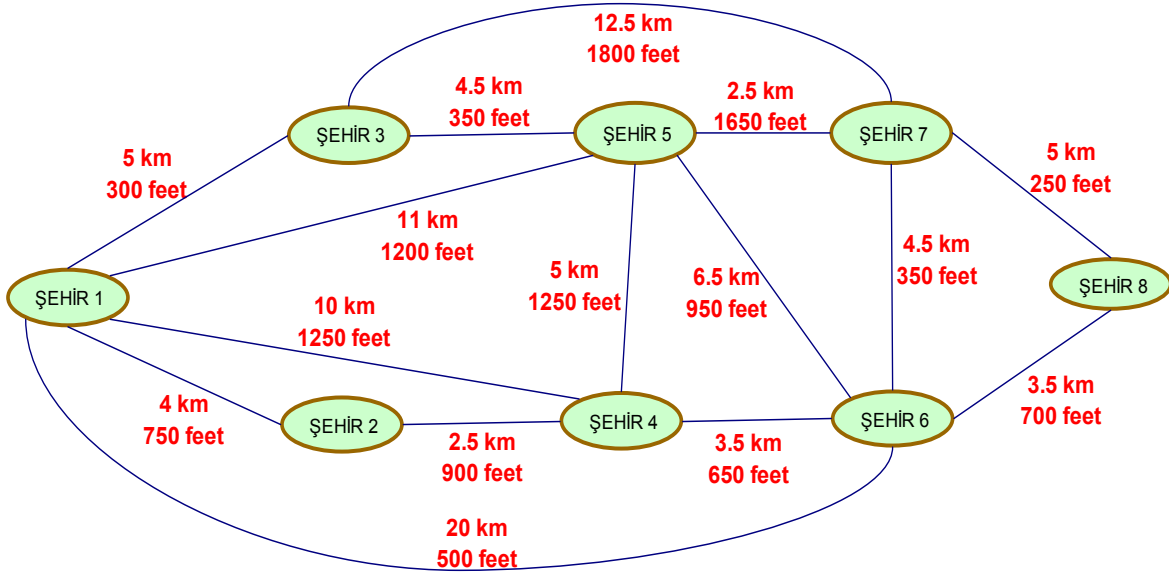 12.5 km
1800 feet
4.5 km
350 feet
2.5 km
1650 feet
ŞEHİR 3
ŞEHİR 5
ŞEHİR 7
5 km
300 feet
5 km
250 feet
11 km
1200 feet
4.5 km
350 feet
5 km
1250 feet
6.5 km
950 feet
ŞEHİR 1
ŞEHİR 8
10 km
1250 feet
4 km
750 feet
ŞEHİR 2
ŞEHİR 4
ŞEHİR 6
3.5 km
700 feet
2.5 km
900 feet
3.5 km
650 feet
20 km
500 feet